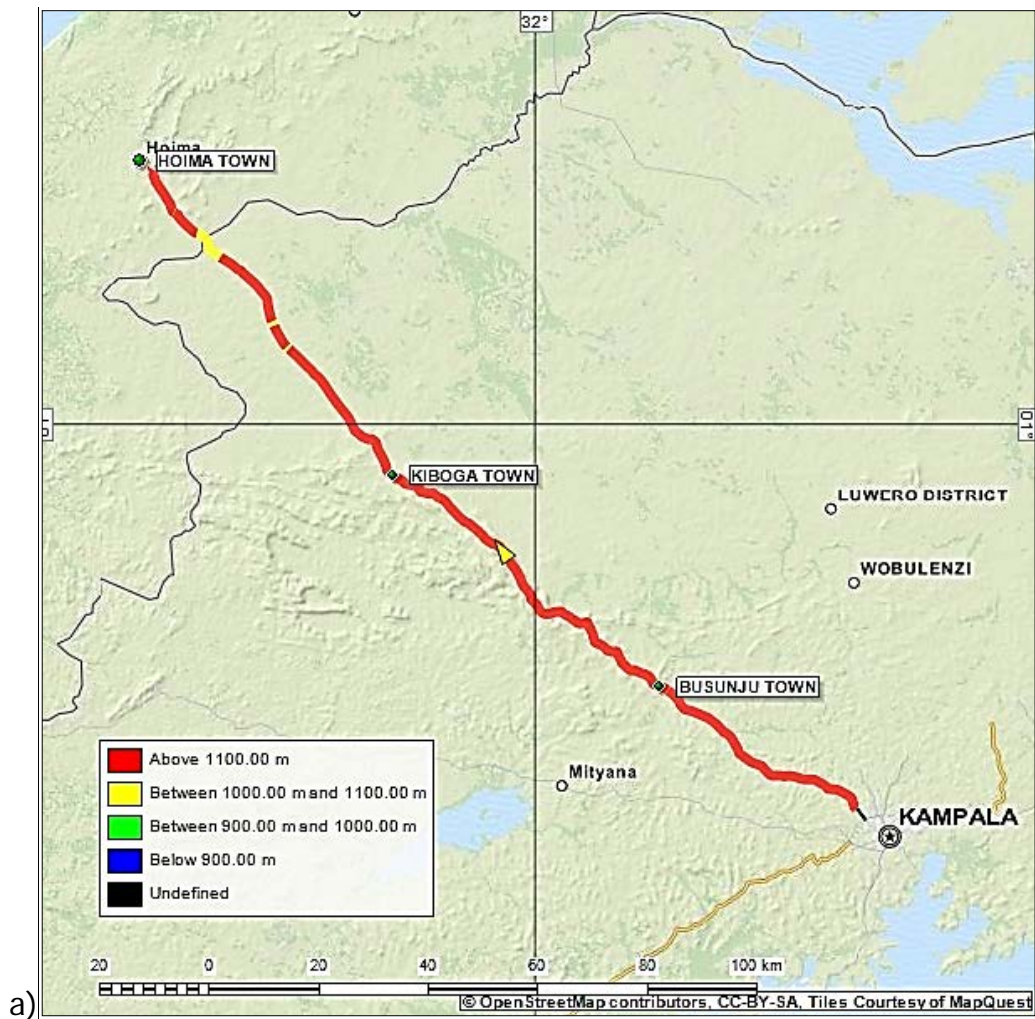 32°
Hoima
HOIMA TOWN
01°
KIBOGA TOWN
LUWERO DISTRICT
WOBULENZI
BUSUNJU TOWN
Above 1100.00 m
Between 1000.00 m and 1100.00 m
Between 900.00 m and 1000.00 m
Below 900.00 m
Undefined
Mityana
KAMPALA
20 0 20 40 60 80 100 km
© OpenStreetMap contributors, CC-BY-SA, Tiles Courtesy of MapQuest
a)